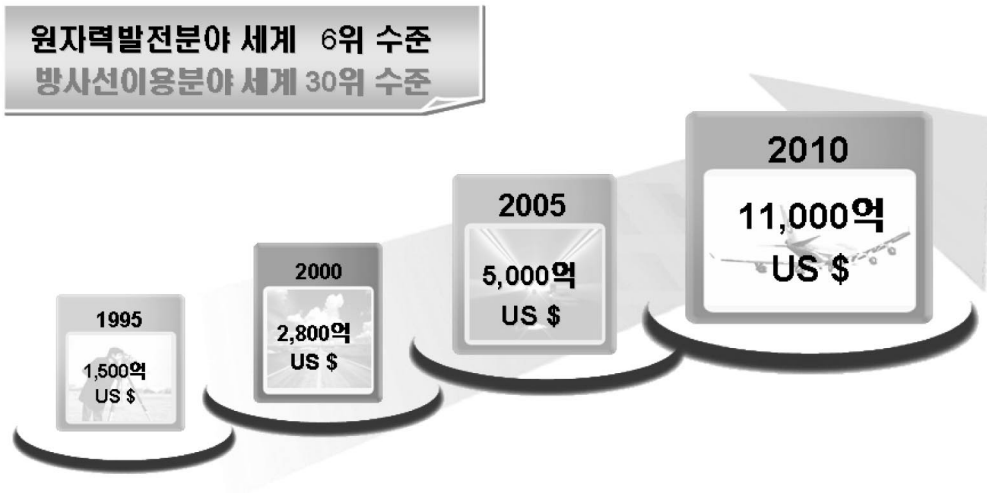 원자력발전분야 세계 6위 수준
방사선이용분야 세계 30위 수준
1995
1,500억
US $
2000
2,800억
US $
2005
5,000억
US $
2010
11,000억
US $